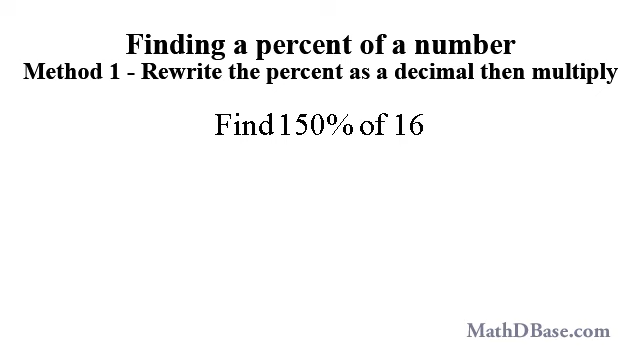 Finding a percent of a number
Method 1 - Rewrite the percent as a decimal then multiply
Find 150% of 16
MathDBase.com